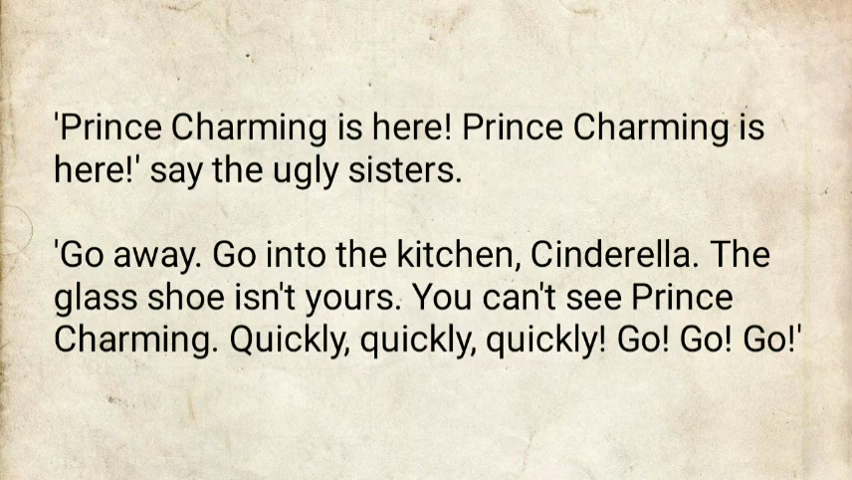 'Prince Charming is here! Prince Charming is
here!' say the ugly sisters.
'Go away. Go into the kitchen, Cinderella. The
glass shoe isn't yours. You can't see Prince
Charming. Quickly, quickly, quickly! Go! Go! Go!'